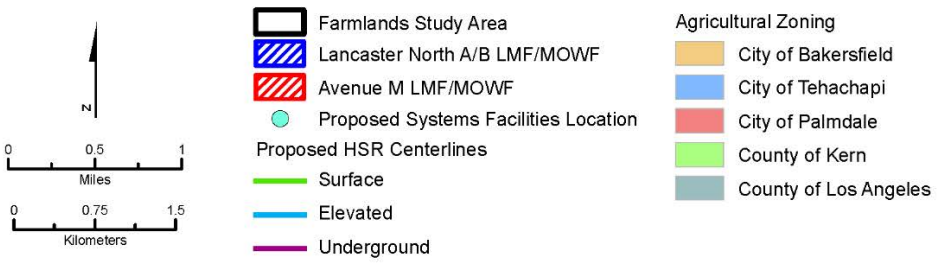 N
0 0.5 1
Miles
0 0.75 1.5
Kilometers
Farmlands Study Area
Lancaster North A/B LMF/MOWF
Avenue M LMF/MOWF
Proposed Systems Facilities Location
Proposed HSR Centerlines
Surface
Elevated
Underground
Agricultural Zoning
City of Bakersfield
City of Tehachapi
City of Palmdale
County of Kern
County of Los Angeles